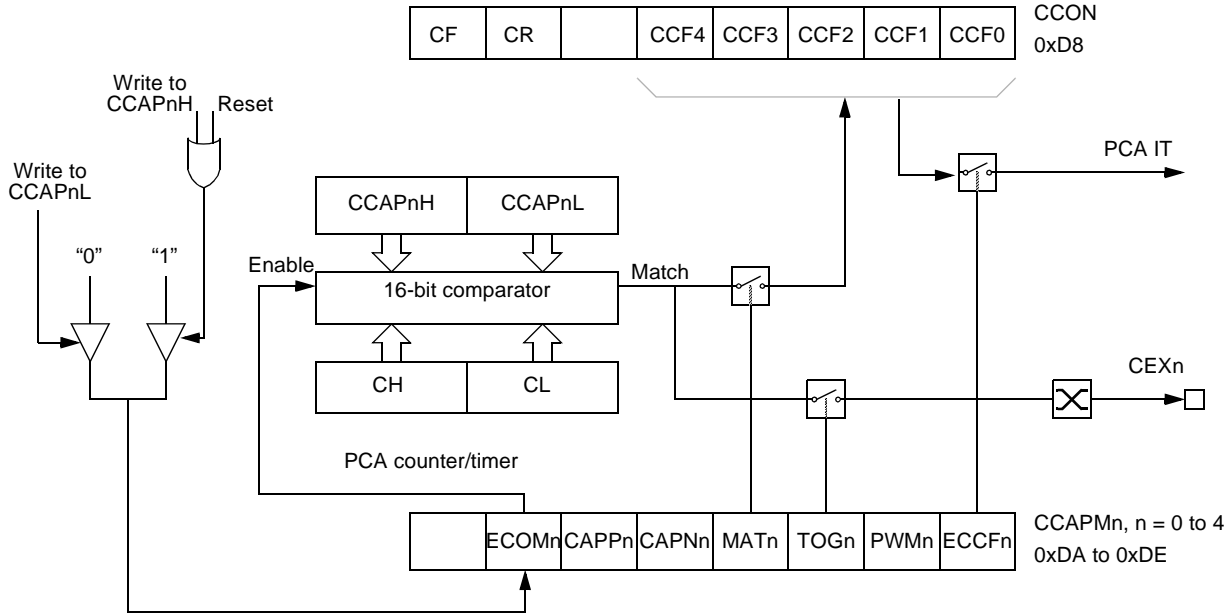 CF CR CCF4 CCF3 CCF2 CCF1 CCF0
CCON
0xD8
Write to
CCAPnH
Reset
Write to
CCAPnL
PCA IT
CCAPnH CCAPnL
“0” “1”
Enable
16-bit comparator
Match
CH CL
CEXn
PCA counter/timer
ECOMn CAPPn CAPNn MATn TOGn PWMn ECCFn
CCAPMn, n = 0 to 4
0xDA to 0xDE